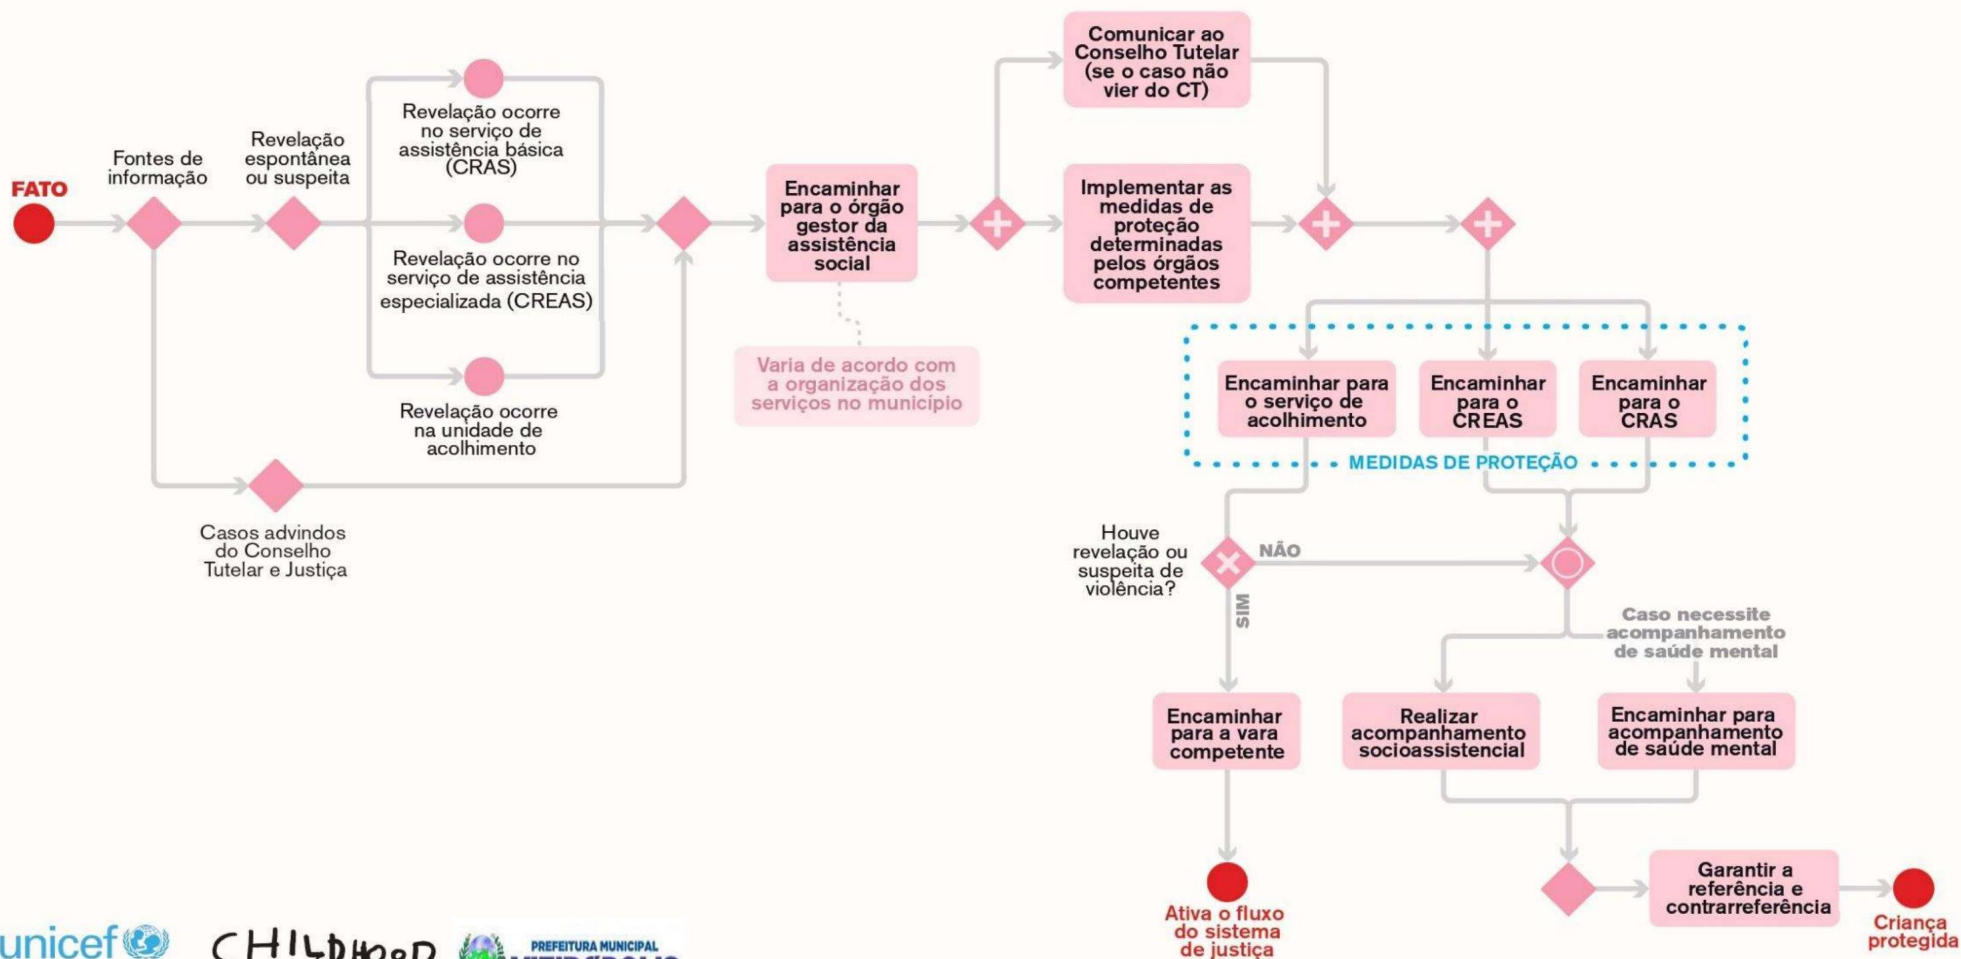 FATO
Fontes de
informação
Revelação
espontânea
ou suspeita
Revelação ocorre
no serviço de
assistência básica
(CRAS)
Revelação ocorre no
serviço de assistência
especializada (CREAS)
Revelação ocorre
na unidade de
acolhimento
Casos advindos
do Conselho
Tutelar e Justiça
Encaminhar
para o órgão
gestor da
assistência
social
Varia de acordo com
a organização dos
serviços no município
Comunicar ao
Conselho Tutelar
(se o caso não
vier do CT)
Implementar as
medidas de
proteção
determinadas
pelos órgãos
competentes
Encaminhar para
o serviço de
acolhimento
Encaminhar
para o
CREAS
Encaminhar
para o
CRAS
MEDIDAS DE PROTEÇÃO
Houve
revelação ou
suspeita de
violência?
NÃO
SIM
Caso necessite
acompanhamento
de saúde mental
Encaminhar
para a vara
competente
Realizar
acompanhamento
socioassistencial
Encaminhar para
acompanhamento
de saúde mental
Ativa o fluxo
do sistema
de justiça
Garantir a
referência e
contrarreferência
Criança
protegida
unicef
CHILDHOOD
PREFEITURA MUNICIPAL